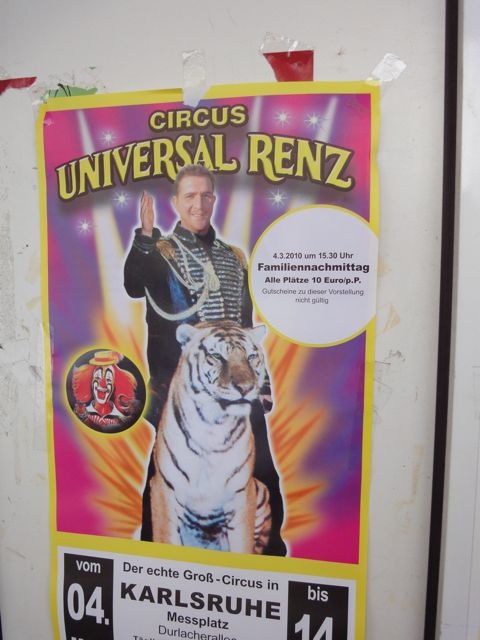 CIRCUS
UNIVERSAL RENZ
4.3.2010 um 15.30 Uhr
Familiennachmittag
Alle Plätze 10 Euro/p.P.
Gutscheine zu dieser Vorstellung
nicht gültig
vom
04.
Der echte Groß-Circus in
KARLSRUHE
Messplatz
Durlacherallee
bis
14